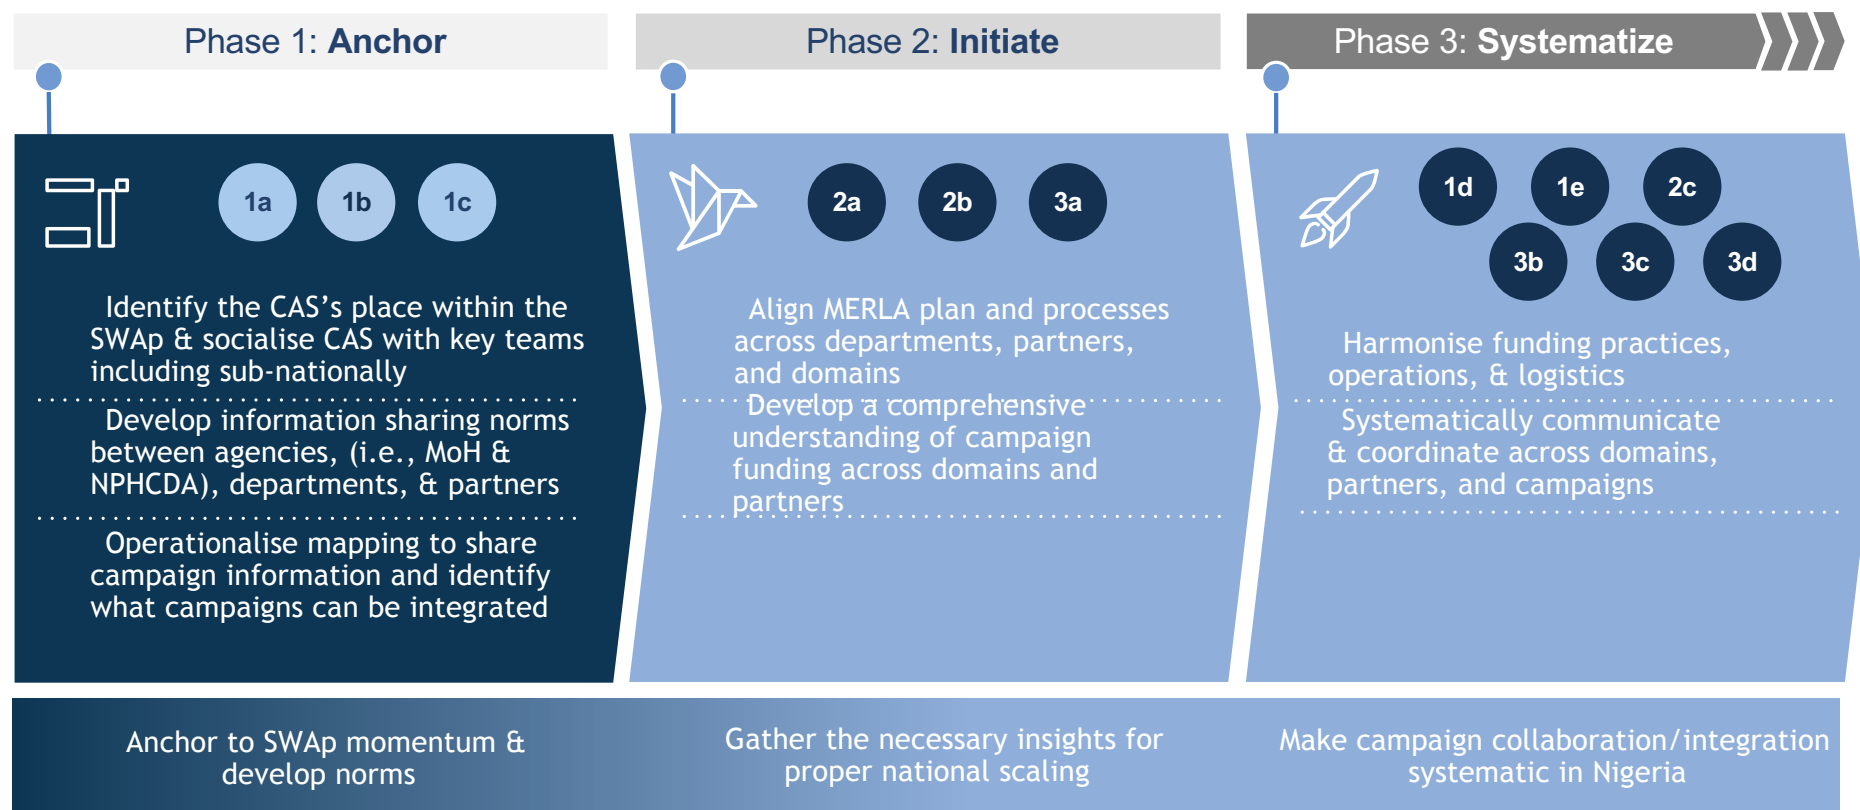 Phase 1: Anchor
Phase 2: Initiate
Phase 3: Systematize
1a
1b
1c
Identify the CAS’s place within the
SWAp & socialise CAS with key teams
including sub-nationally
Develop information sharing norms
between agencies, (i.e., MoH &
NPHCDA), departments, & partners
Operationalise mapping to share
campaign information and identify
what campaigns can be integrated
2a
2b
3a
Align MERLA plan and processes
across departments, partners,
and domains
Develop a comprehensive
understanding of campaign
funding across domains and
partners
1d
1e
2c
3b
3c
3d
Harmonise funding practices,
operations, & logistics
Systematically communicate
& coordinate across domains,
partners, and campaigns
Anchor to SWAp momentum &
develop norms
Gather the necessary insights for
proper national scaling
Make campaign collaboration/integration
systematic in Nigeria